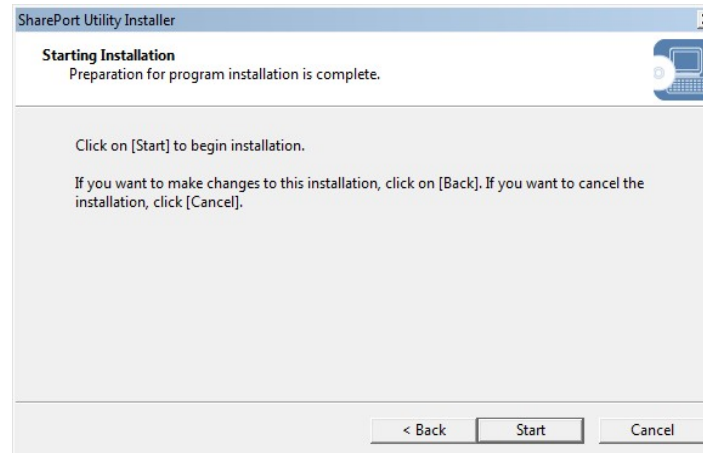 SharePort Utility Installer
Starting Installation
Preparation for program installation is complete.
Click on [Start] to begin installation.
If you want to make changes to this installation, click on [Back]. If you want to cancel the
installation, click [Cancel].
< Back Start Cancel